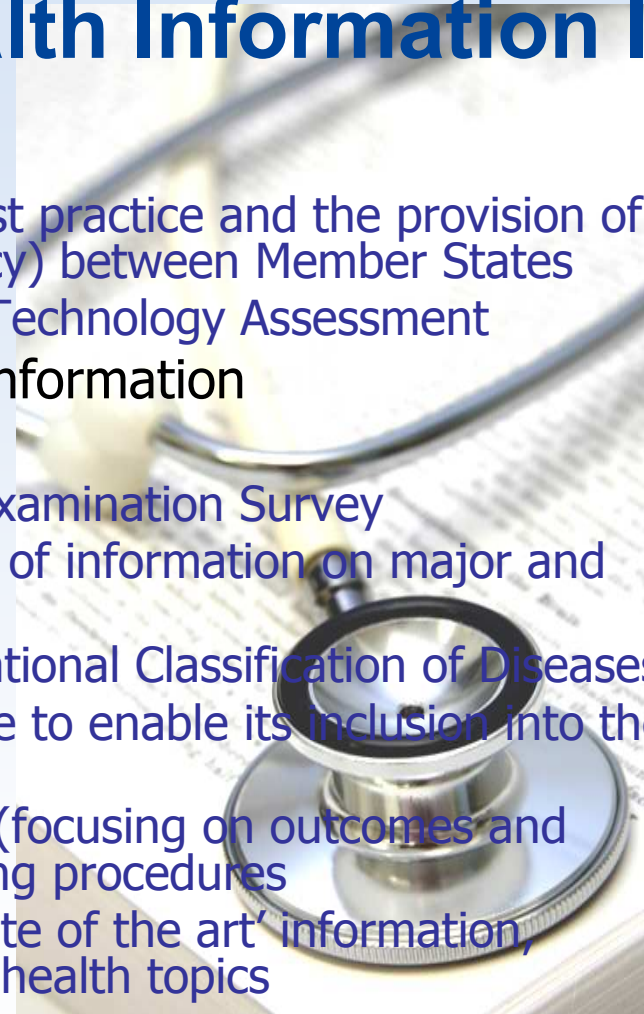 lth Information I
st practice and the provision of
cy) between Member States
Technology Assessment
nformation
xamination Survey
of information on major and
ational Classification of Diseases
e to enable its inclusion into the
(focusing on outcomes and
ng procedures
te of the art’ information,
health topics